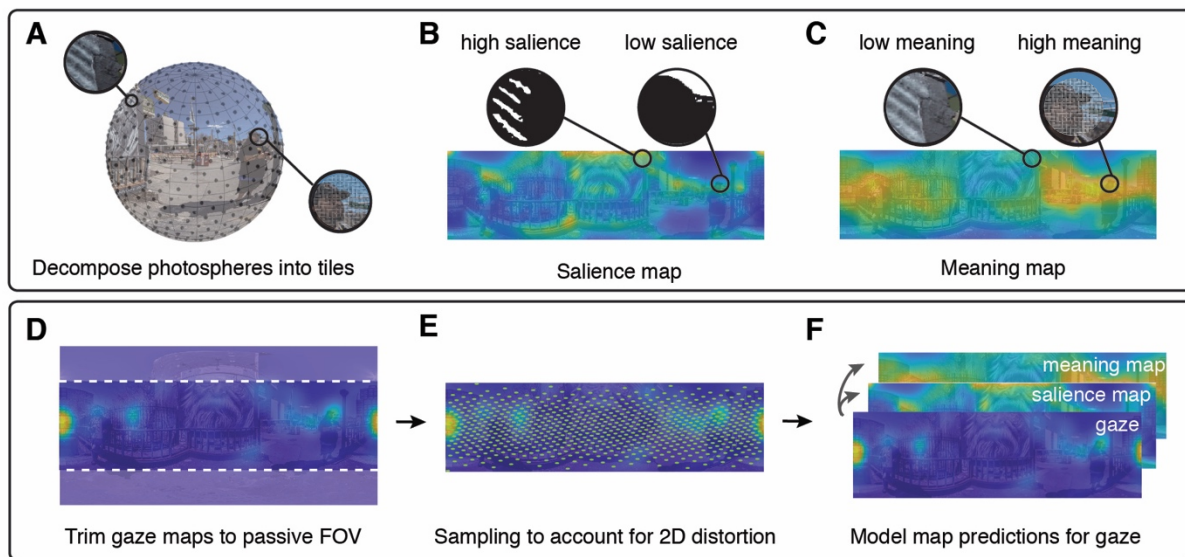 A
B
high salience low salience
C
low meaning high meaning
Decompose photospheres into tiles
Salience map
Meaning map
D
Trim gaze maps to passive FOV
E
Sampling to account for 2D distortion
F
meaning map
salience map
gaze
Model map predictions for gaze